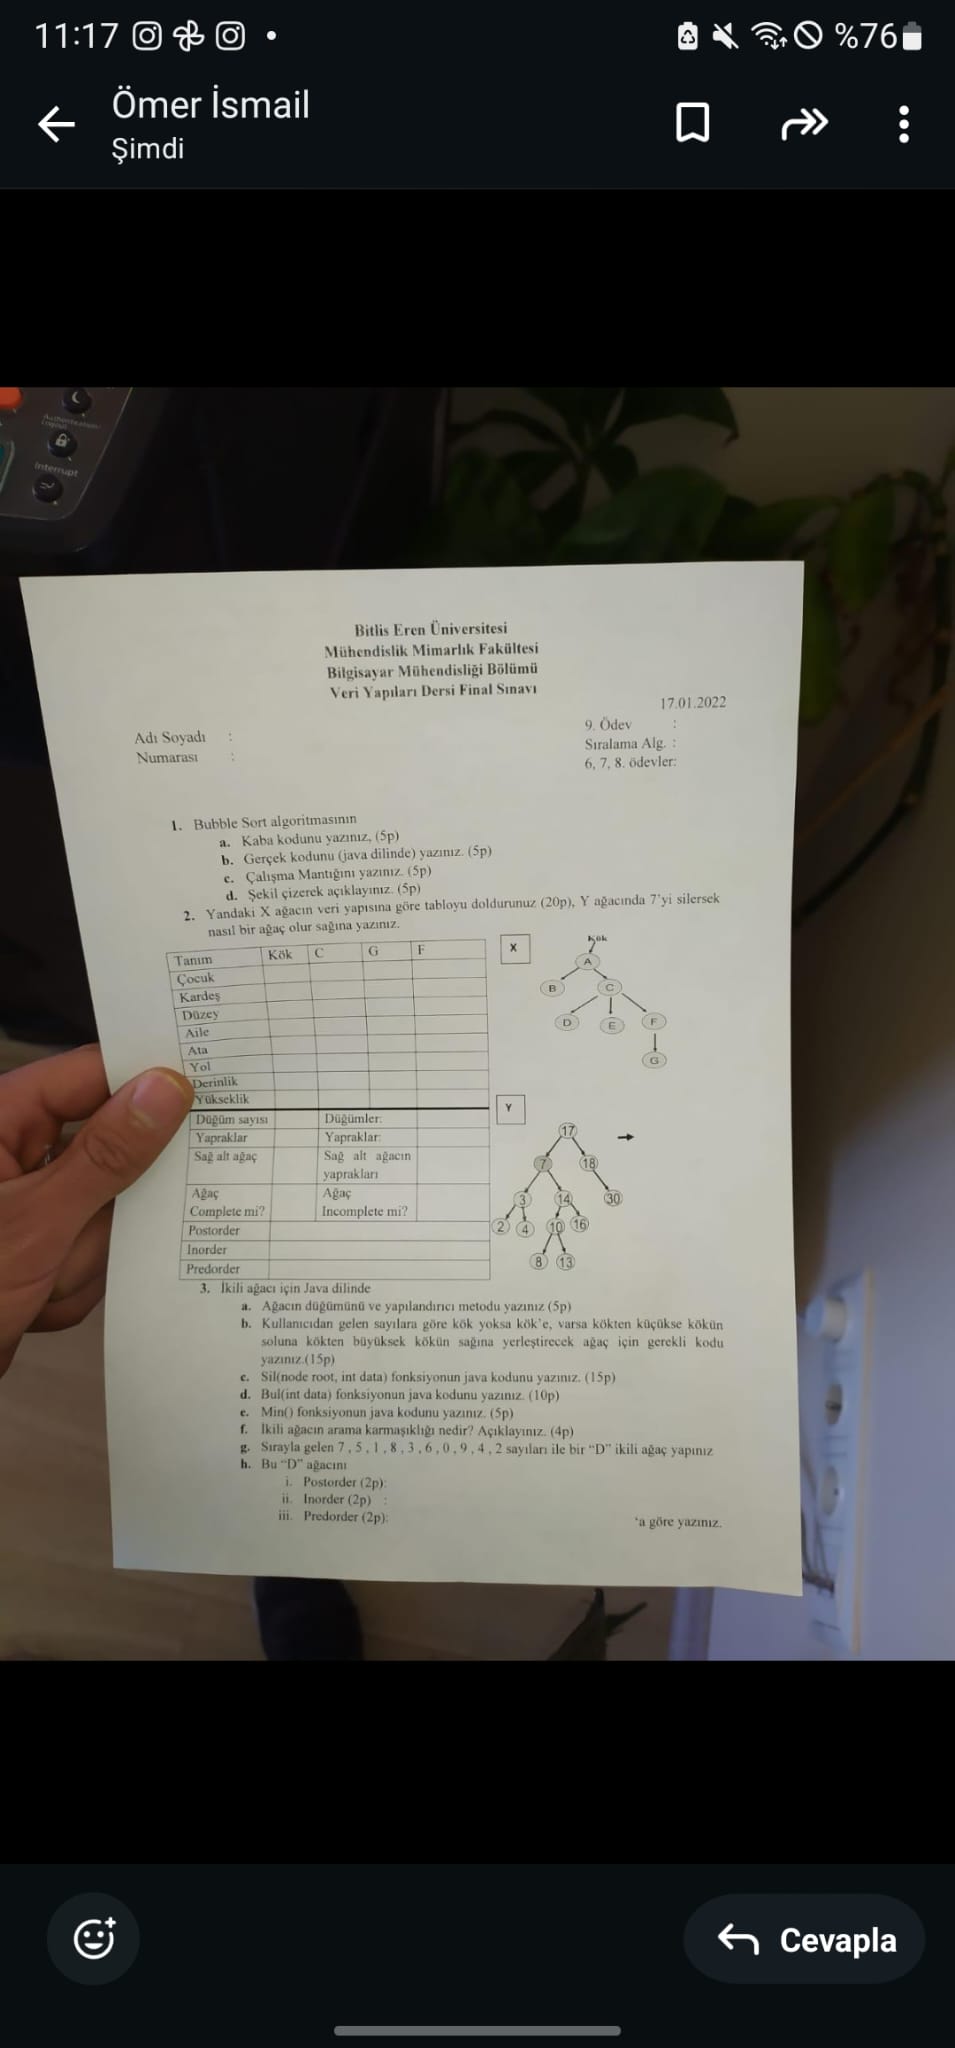 11:17
%76
Ömer İsmail
Şimdi
Authentication
Logout
Interrupt
Bitlis Eren Üniversitesi
Mühendislik Mimarlık Fakültesi
Bilgisayar Mühendisliği Bölümü
Veri Yapıları Dersi Final Sınavı
17.01.2022
Adı Soyadı :
Numarası :
9. Ödev :
Sıralama Alg. :
6, 7, 8. ödevler:
1. Bubble Sort algoritmasının
a. Kaba kodunu yazınız, (5p)
b. Gerçek kodunu (java dilinde) yazınız. (5p)
c. Çalışma Mantığını yazınız. (5p)
d. Şekil çizerek açıklayınız. (5p)
2. Yandaki X ağacın veri yapısına göre tabloyu doldurunuz (20p), Y ağacında 7'yi silersek
nasıl bir ağaç olur sağına yazınız.
Tanım Kök C G F
Çocuk
Kardeş
Düzey
Aile
Ata
Yol
Derinlik
Yükseklik
Düğüm sayısı Düğümler:
Yapraklar Yapraklar:
Sağ alt ağaç Sağ alt ağacın
yaprakları
Ağaç Ağaç
Complete mi? Incomplete mi?
Postorder
Inorder
Predorder
X
Kök
A
B C
D E F
G
Y
17
7 18
3 14 30
2 4 10 16
8 13
3. İkili ağacı için Java dilinde
a. Ağacın düğümünü ve yapılandırıcı metodu yazınız (5p)
b. Kullanıcıdan gelen sayılara göre kök yoksa kök'e, varsa kökten küçükse kökün
soluna kökten büyüksek kökün sağına yerleştirecek ağaç için gerekli kodu
yazınız.(15p)
c. Sil(node root, int data) fonksiyonun java kodunu yazınız. (15p)
d. Bul(int data) fonksiyonun java kodunu yazınız. (10p)
e. Min() fonksiyonun java kodunu yazınız. (5p)
f. İkili ağacın arama karmaşıklığı nedir? Açıklayınız. (4p)
g. Sırayla gelen 7 , 5 , 1 , 8 , 3 , 6 , 0 , 9 , 4 , 2 sayıları ile bir “D” ikili ağaç yapınız
h. Bu “D” ağacını
i. Postorder (2p):
ii. Inorder (2p) :
iii. Predorder (2p):
'a göre yazınız.
Cevapla